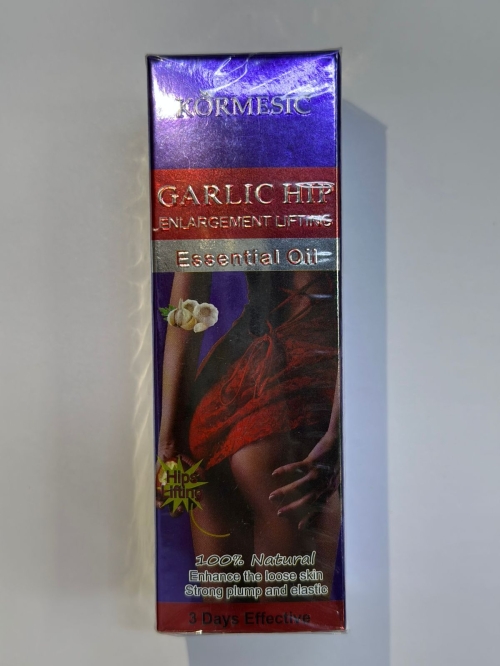 KORMESIC
GARLIC HIP
ENLARGEMENT LIFTING
Essential Oil
Hips
Lifting
100% Natural
Enhance the loose skin
Strong plump and elastic
3 Days Effective